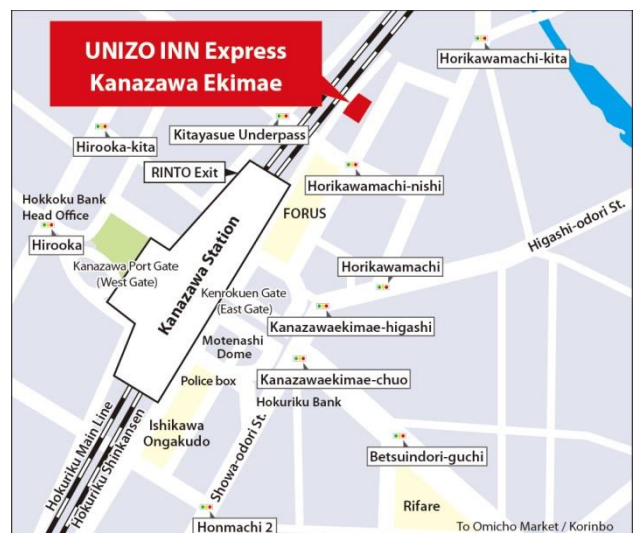 UNIZO INN Express
Kanazawa Ekimae
Horikawamachi-kita
Kitayasue Underpass
Hirooka-kita
RINTO Exit
Horikawamachi-nishi
Hokkoku Bank
Head Office
FORUS
Hirooka
Kanazawa Station
Higashi-odori St.
Kanazawa Port Gate
(West Gate)
Horikawamachi
Kenrokuen Gate
(East Gate)
Kanazawaekimae-higashi
Motenashi
Dome
Police box
Kanazawaekimae-chuo
Hokuriku Bank
Hokuriku Main Line
Hokuriku Shinkansen
Ishikawa
Ongakudo
Showa-odori St.
Betsuindori-guchi
Rifare
Honmachi 2
To Omicho Market / Korinbo